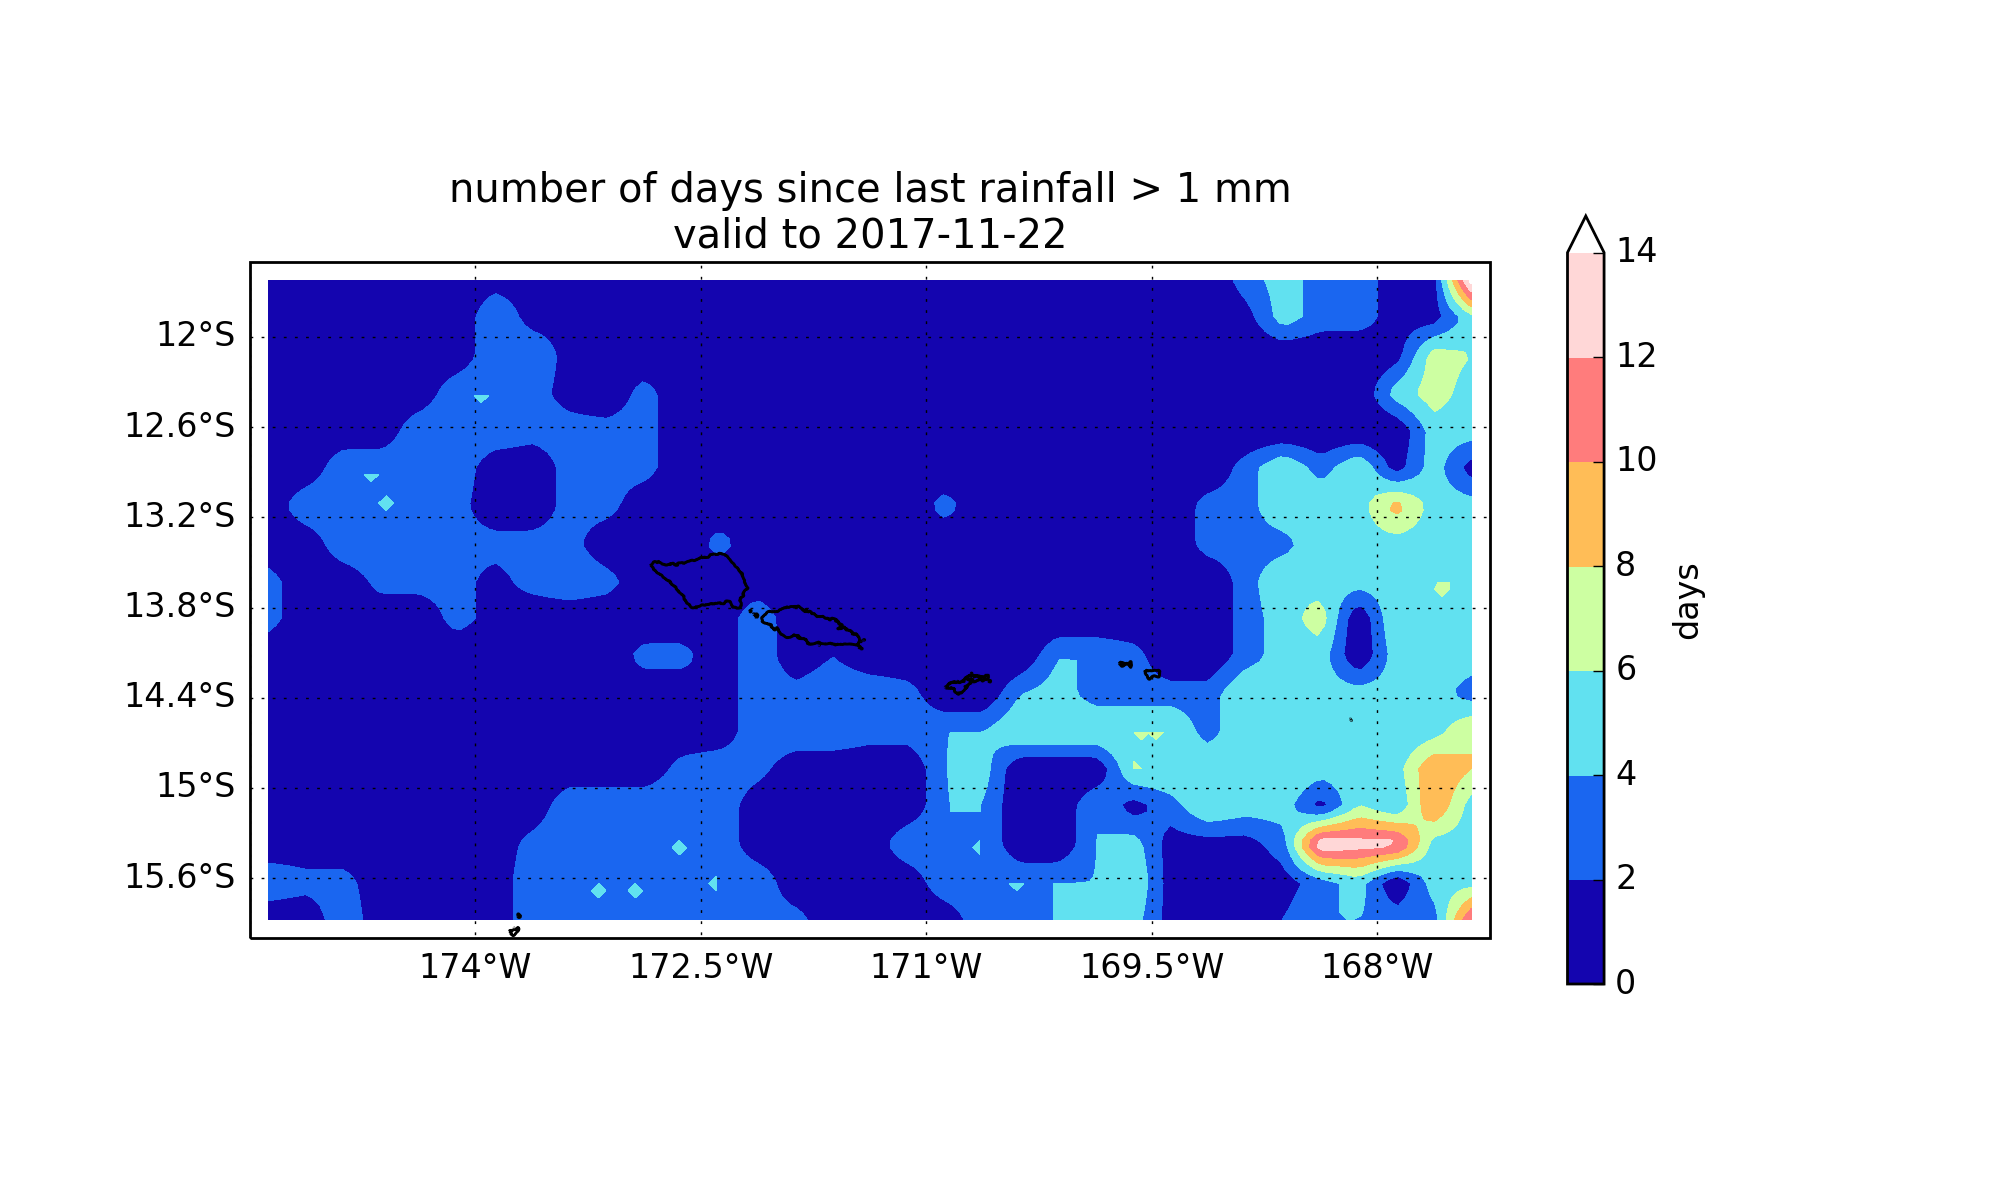 number of days since last rainfall > 1 mm
valid to 2017-11-22
12°S
12.6°S
13.2°S
13.8°S
14.4°S
15°S
15.6°S
174°W
172.5°W
171°W
169.5°W
168°W
14
12
10
8
6
4
2
0
days